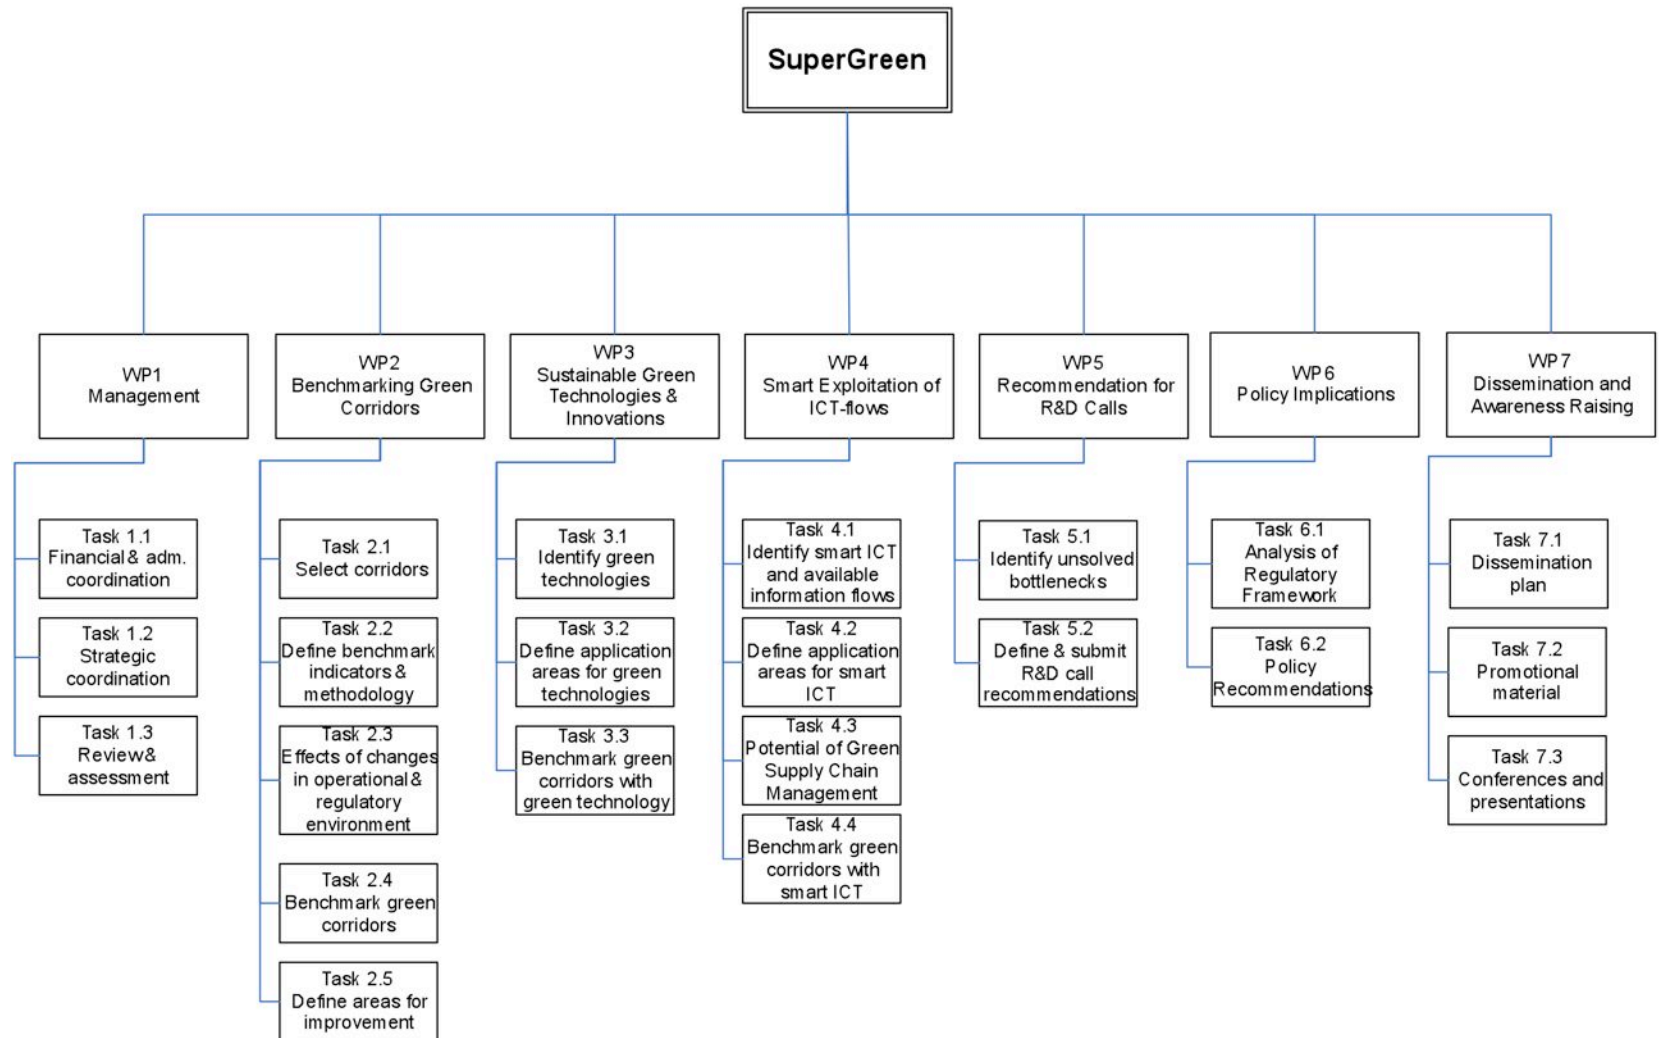 SuperGreen
WP1
Management
WP2
Benchmarking Green
Corridors
WP3
Sustainable Green
Technologies &
Innovations
WP4
Smart Exploitation of
ICT-flows
WP5
Recommendation for
R&D Calls
WP6
Policy Implications
WP7
Dissemination and
Awareness Raising
Task 1.1
Financial & adm.
coordination
Task 1.2
Strategic
coordination
Task 1.3
Review &
assessment
Task 2.1
Select corridors
Task 2.2
Define benchmark
indicators &
methodology
Task 2.3
Effects of changes
in operational &
regulatory
environment
Task 2.4
Benchmark green
corridors
Task 2.5
Define areas for
improvement
Task 3.1
Identify green
technologies
Task 3.2
Define application
areas for green
technologies
Task 3.3
Benchmark green
corridors with
green technology
Task 4.1
Identify smart ICT
and available
information flows
Task 4.2
Define application
areas for smart
ICT
Task 4.3
Potential of Green
Supply Chain
Management
Task 4.4
Benchmark green
corridors with
smart ICT
Task 5.1
Identify unsolved
bottlenecks
Task 5.2
Define & submit
R&D call
recommendations
Task 6.1
Analysis of
Regulatory
Framework
Task 6.2
Policy
Recommendations
Task 7.1
Dissemination
plan
Task 7.2
Promotional
material
Task 7.3
Conferences and
presentations